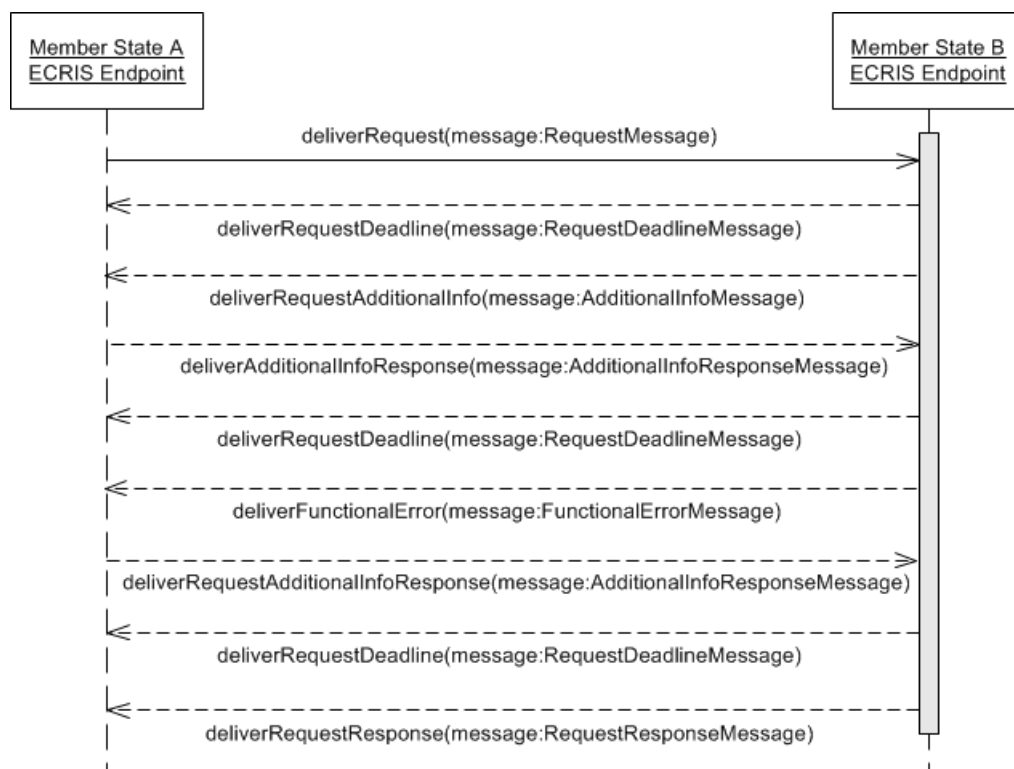 Member State A
ECRIS Endpoint
Member State B
ECRIS Endpoint
deliverRequest(message:RequestMessage)
deliverRequestDeadline(message:RequestDeadlineMessage)
deliverRequestAdditionalInfo(message:AdditionalInfoMessage)
deliverAdditionalInfoResponse(message:AdditionalInfoResponseMessage)
deliverRequestDeadline(message:RequestDeadlineMessage)
deliverFunctionalError(message:FunctionalErrorMessage)
deliverRequestAdditionalInfoResponse(message:AdditionalInfoResponseMessage)
deliverRequestDeadline(message:RequestDeadlineMessage)
deliverRequestResponse(message:RequestResponseMessage)